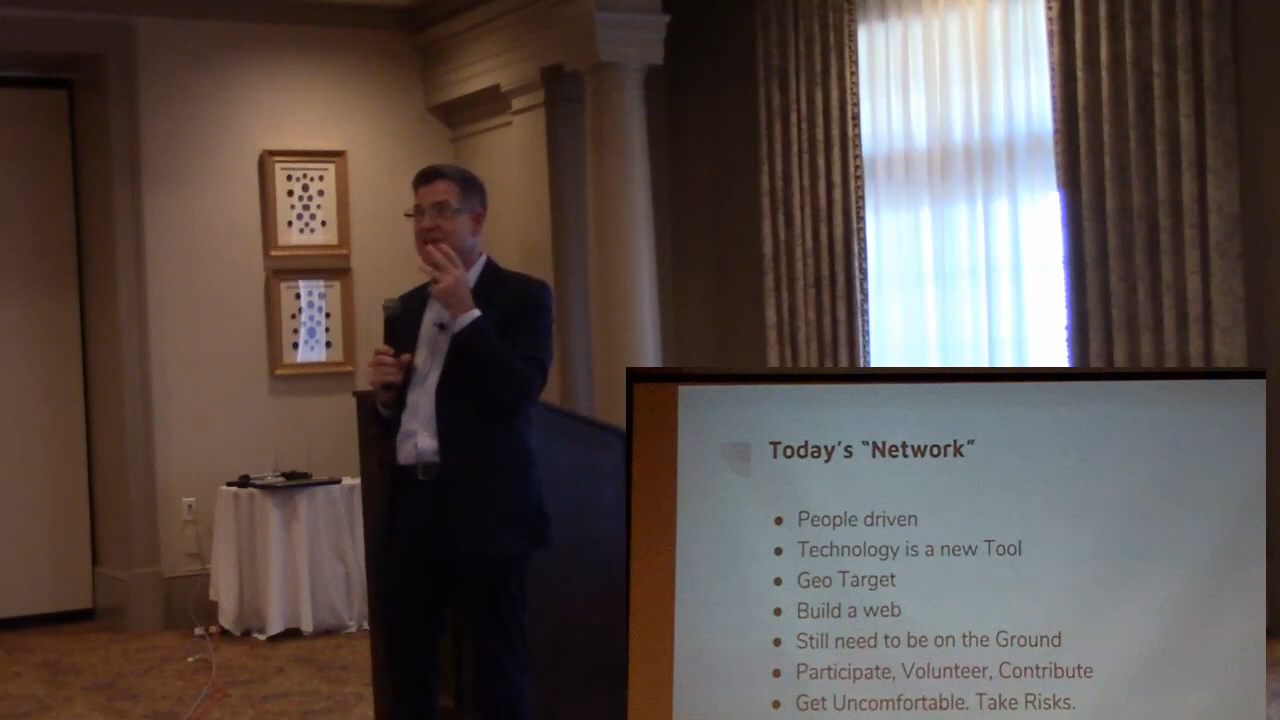 Today's “Network”
● People driven
● Technology is a new Tool
● Geo Target
● Build a web
● Still need to be on the Ground
● Participate, Volunteer, Contribute
● Get Uncomfortable. Take Risks.